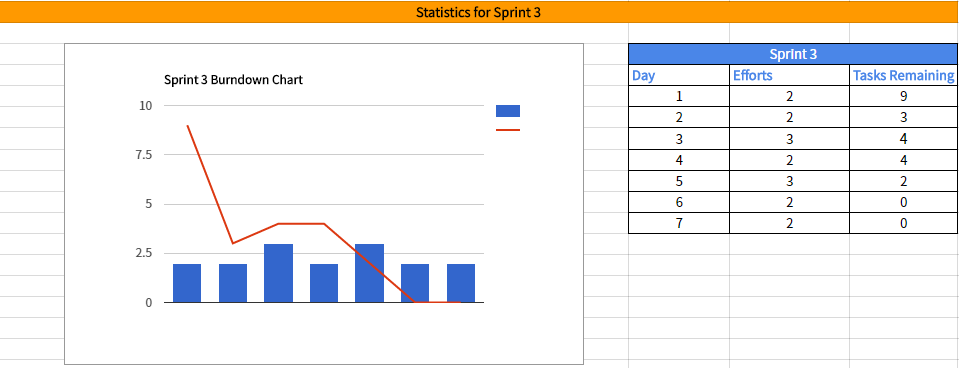 Statistics for Sprint 3
Sprint 3 Burndown Chart
10
7.5
5
2.5
0
Sprint 3
Day Efforts Tasks Remaining
1 2 9
2 2 3
3 3 4
4 2 4
5 3 2
6 2 0
7 2 0